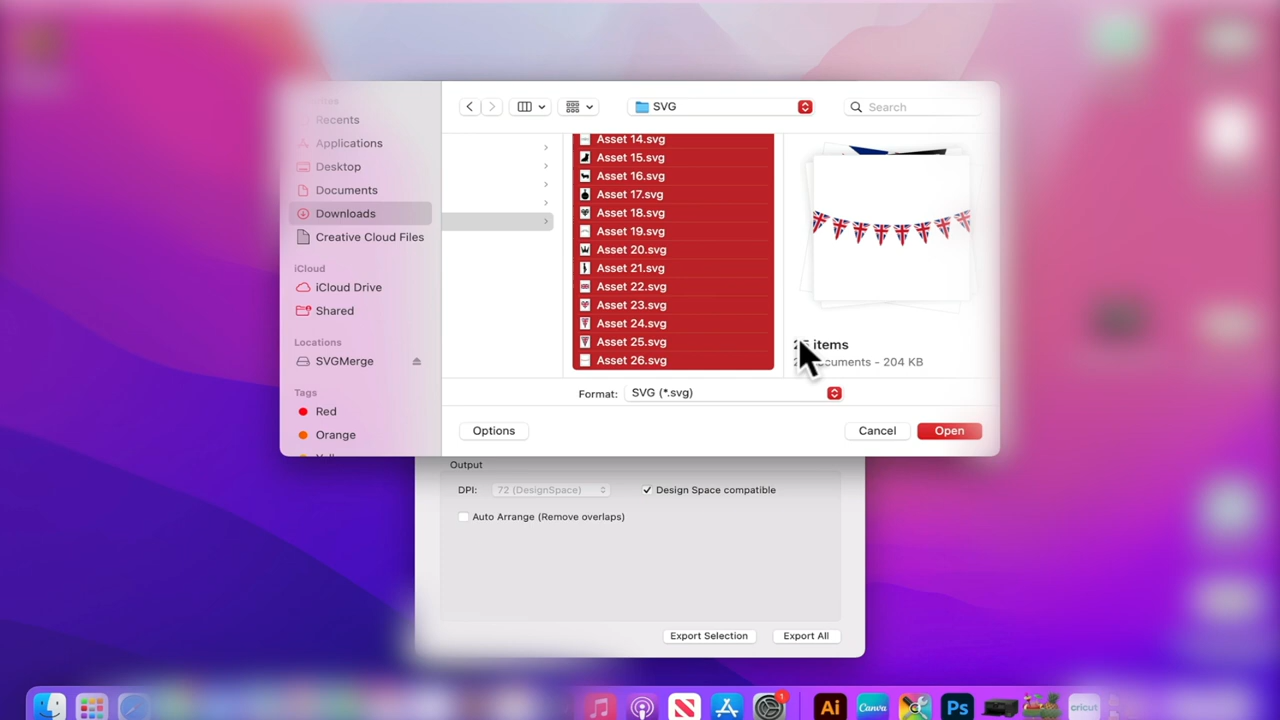 SVG
Search
Recents
Applications
Desktop
Documents
Downloads
Creative Cloud Files
iCloud
iCloud Drive
Shared
Locations
SVGMerge
Tags
Red
Orange
Asset 14.svg
Asset 15.svg
Asset 16.svg
Asset 17.svg
Asset 18.svg
Asset 19.svg
Asset 20.svg
Asset 21.svg
Asset 22.svg
Asset 23.svg
Asset 24.svg
Asset 25.svg
Asset 26.svg
items
- 204 KB
Format: SVG (*.svg)
Options
Cancel
Open
Output
DPI: 72 (DesignSpace)
Design Space compatible
Auto Arrange (Remove overlaps)
Export Selection
Export All
1
Ai
Canva
Ps
cricut